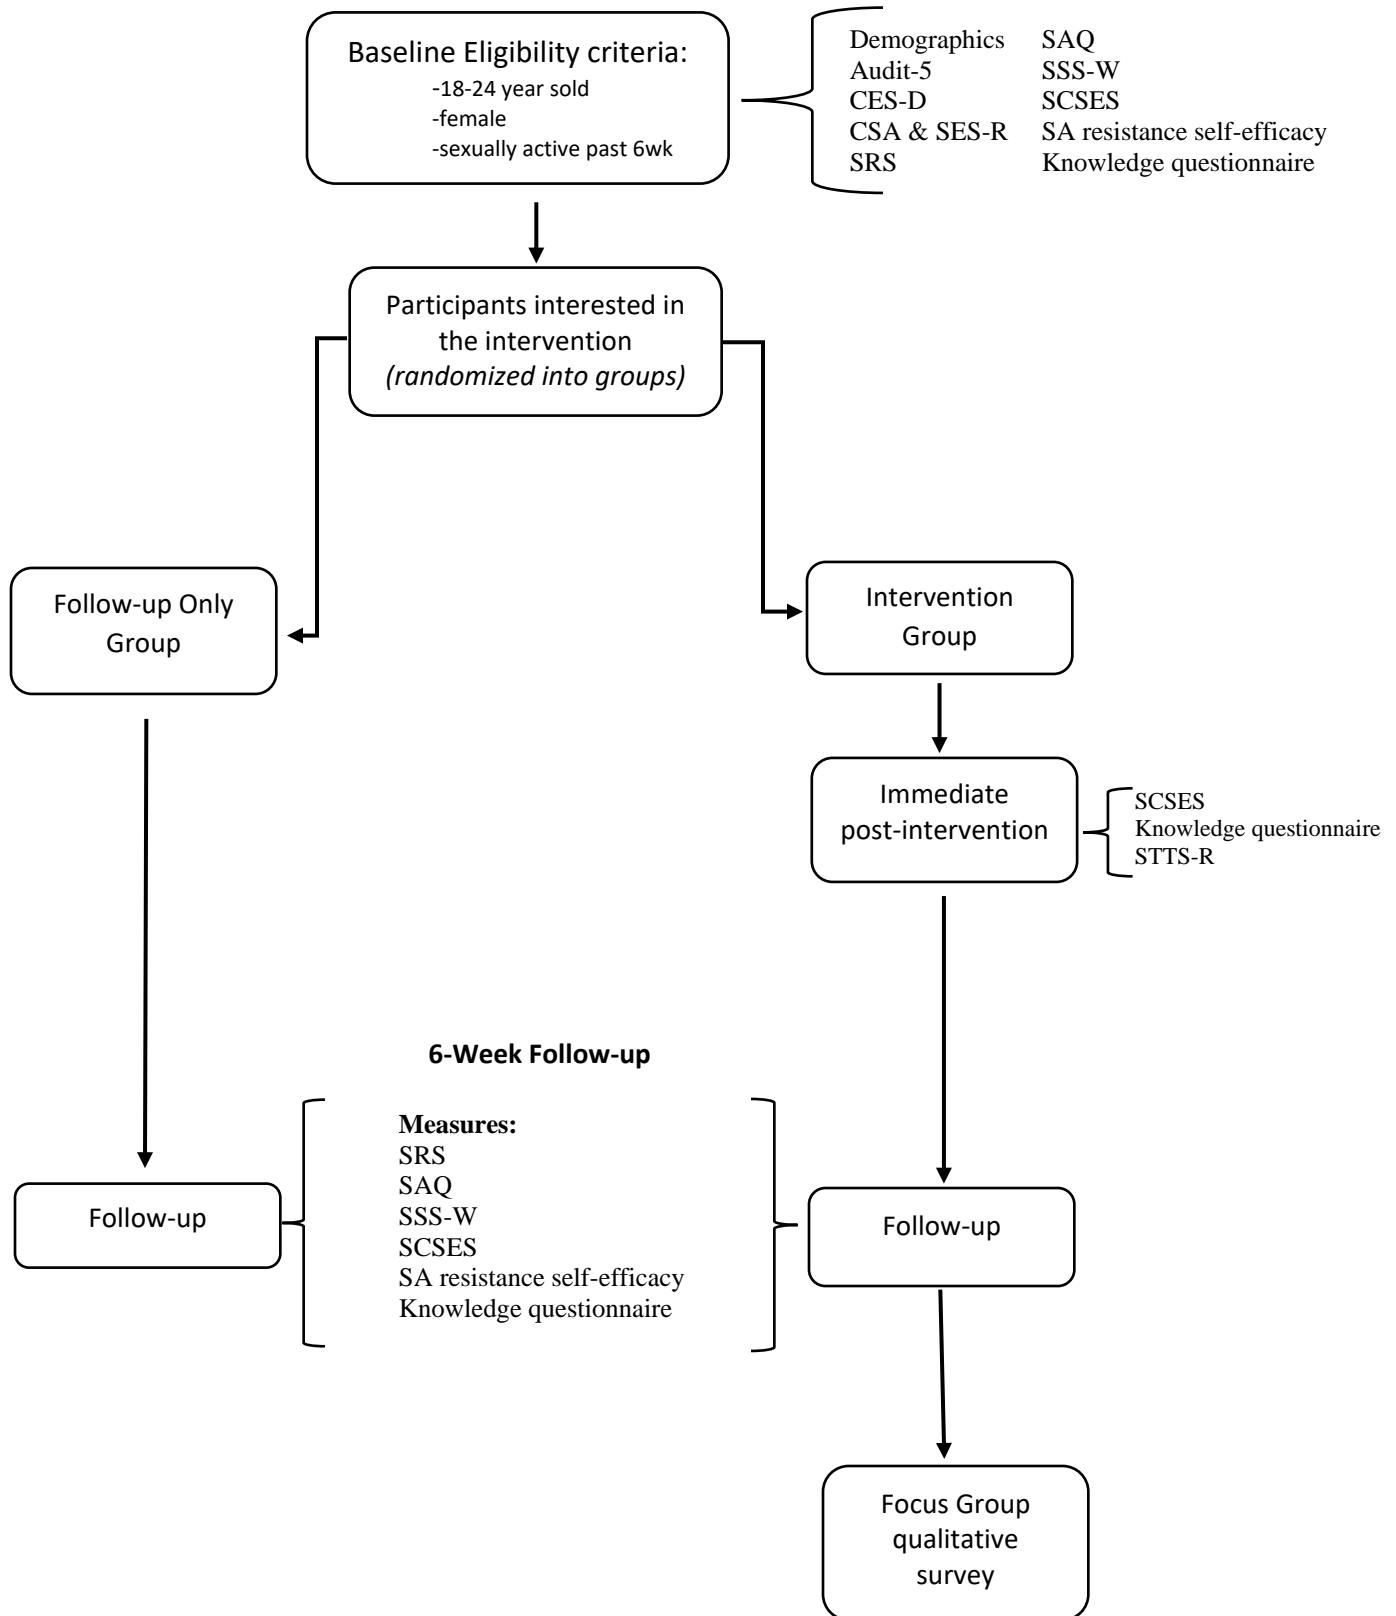 Baseline Eligibility criteria:
-18-24 year sold
-female
-sexually active past 6wk
Demographics
Audit-5
CES-D
CSA & SES-R
SRS
SAQ
SSS-W
SCSES
SA resistance self-efficacy
Knowledge questionnaire
Participants interested in
the intervention
(randomized into groups)
Follow-up Only
Group
Intervention
Group
Immediate
post-intervention
SCSES
Knowledge questionnaire
STTS-R
6-Week Follow-up
Measures:
SRS
SAQ
SSS-W
SCSES
SA resistance self-efficacy
Knowledge questionnaire
Follow-up
Follow-up
Focus Group
qualitative
survey